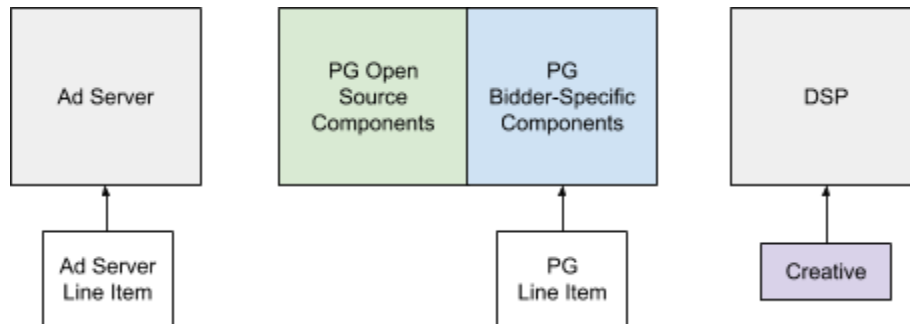 Ad Server
PG Open
Source
Components
PG
Bidder-Specific
Components
DSP
Ad Server
Line Item
PG
Line Item
Creative